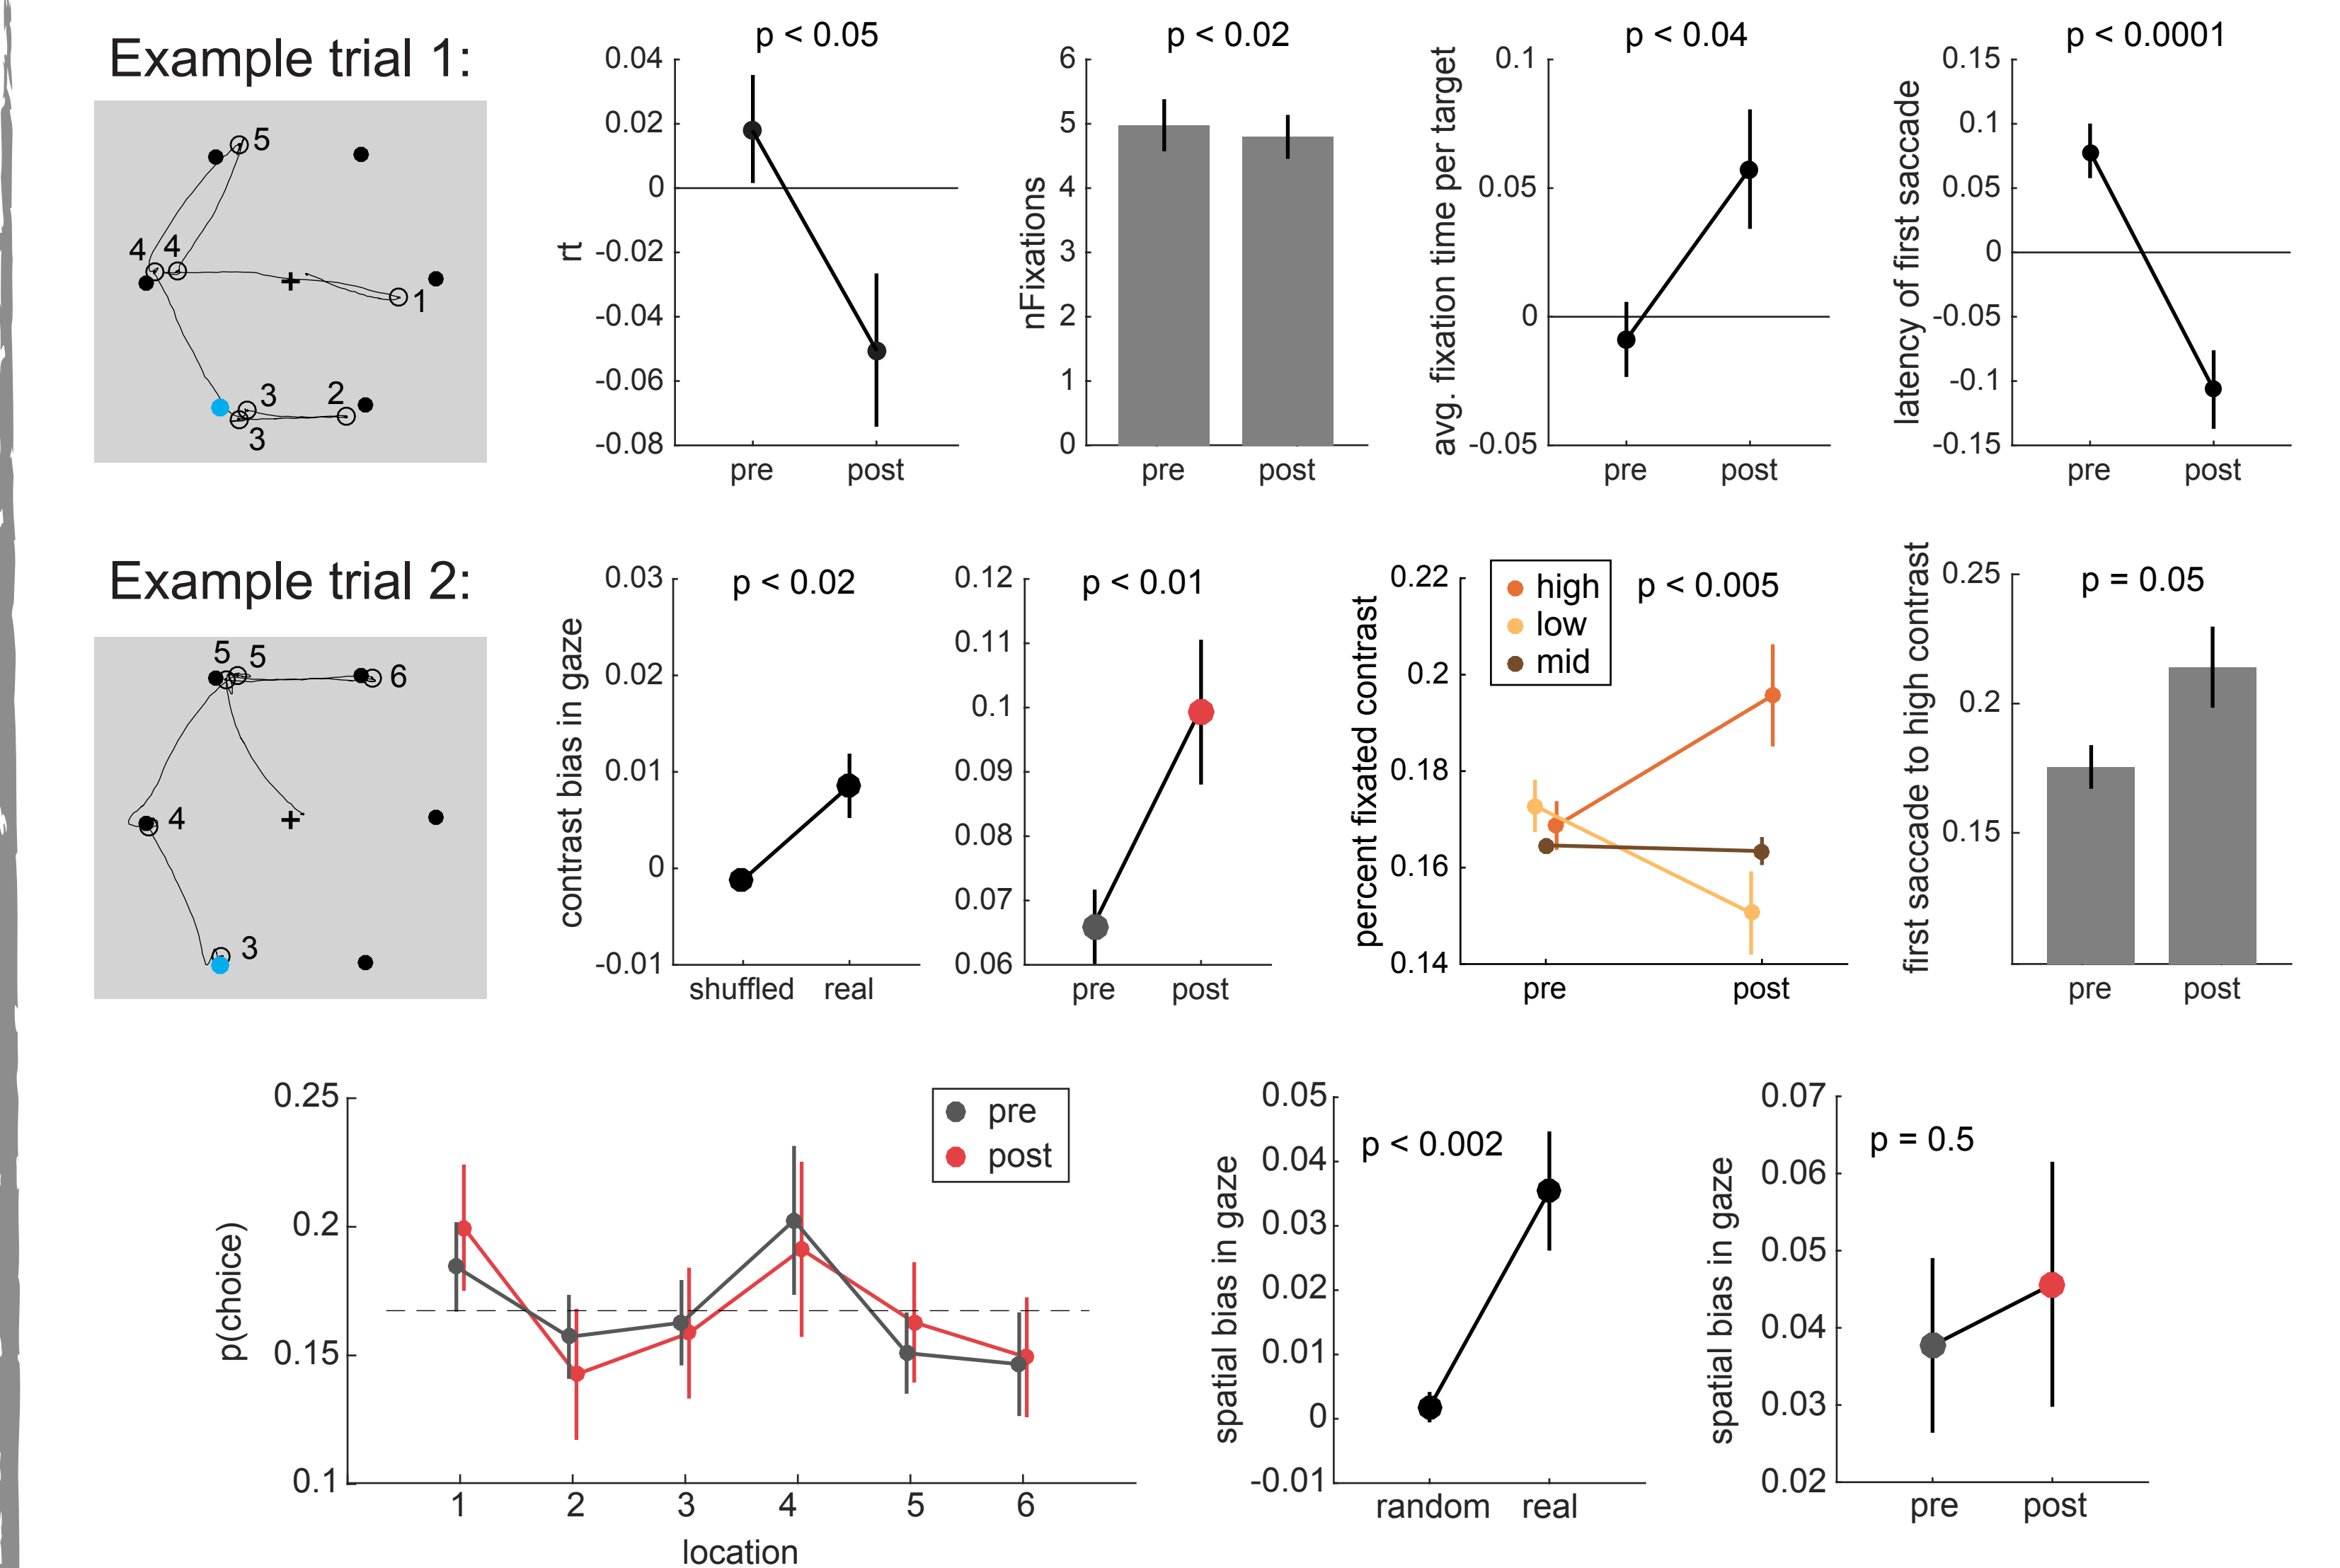 Example trial 1:
5
4 4
1
3 2
3
p < 0.05
0.04
0.02
0
-0.02
-0.04
-0.06
-0.08
rt
pre post
p < 0.02
6
5
4
3
2
1
0
nFixations
pre post
p < 0.04
0.1
0.05
0
-0.05
avg. fixation time per target
pre post
p < 0.0001
0.15
0.1
0.05
0
-0.05
-0.1
-0.15
latency of first saccade
pre post
Example trial 2:
5 5
6
4
3
p < 0.02
0.03
0.02
0.01
0
-0.01
contrast bias in gaze
shuffled real
p < 0.01
0.12
0.11
0.1
0.09
0.08
0.07
0.06
pre post
high
low
mid
p < 0.005
0.22
0.2
0.18
0.16
0.14
percent fixated contrast
pre post
p = 0.05
0.25
0.2
0.15
first saccade to high contrast
pre post
0.25
0.2
0.15
0.1
p(choice)
pre
post
1 2 3 4 5 6
location
p < 0.002
0.05
0.04
0.03
0.02
0.01
0
-0.01
spatial bias in gaze
random real
p = 0.5
0.07
0.06
0.05
0.04
0.03
0.02
spatial bias in gaze
pre post